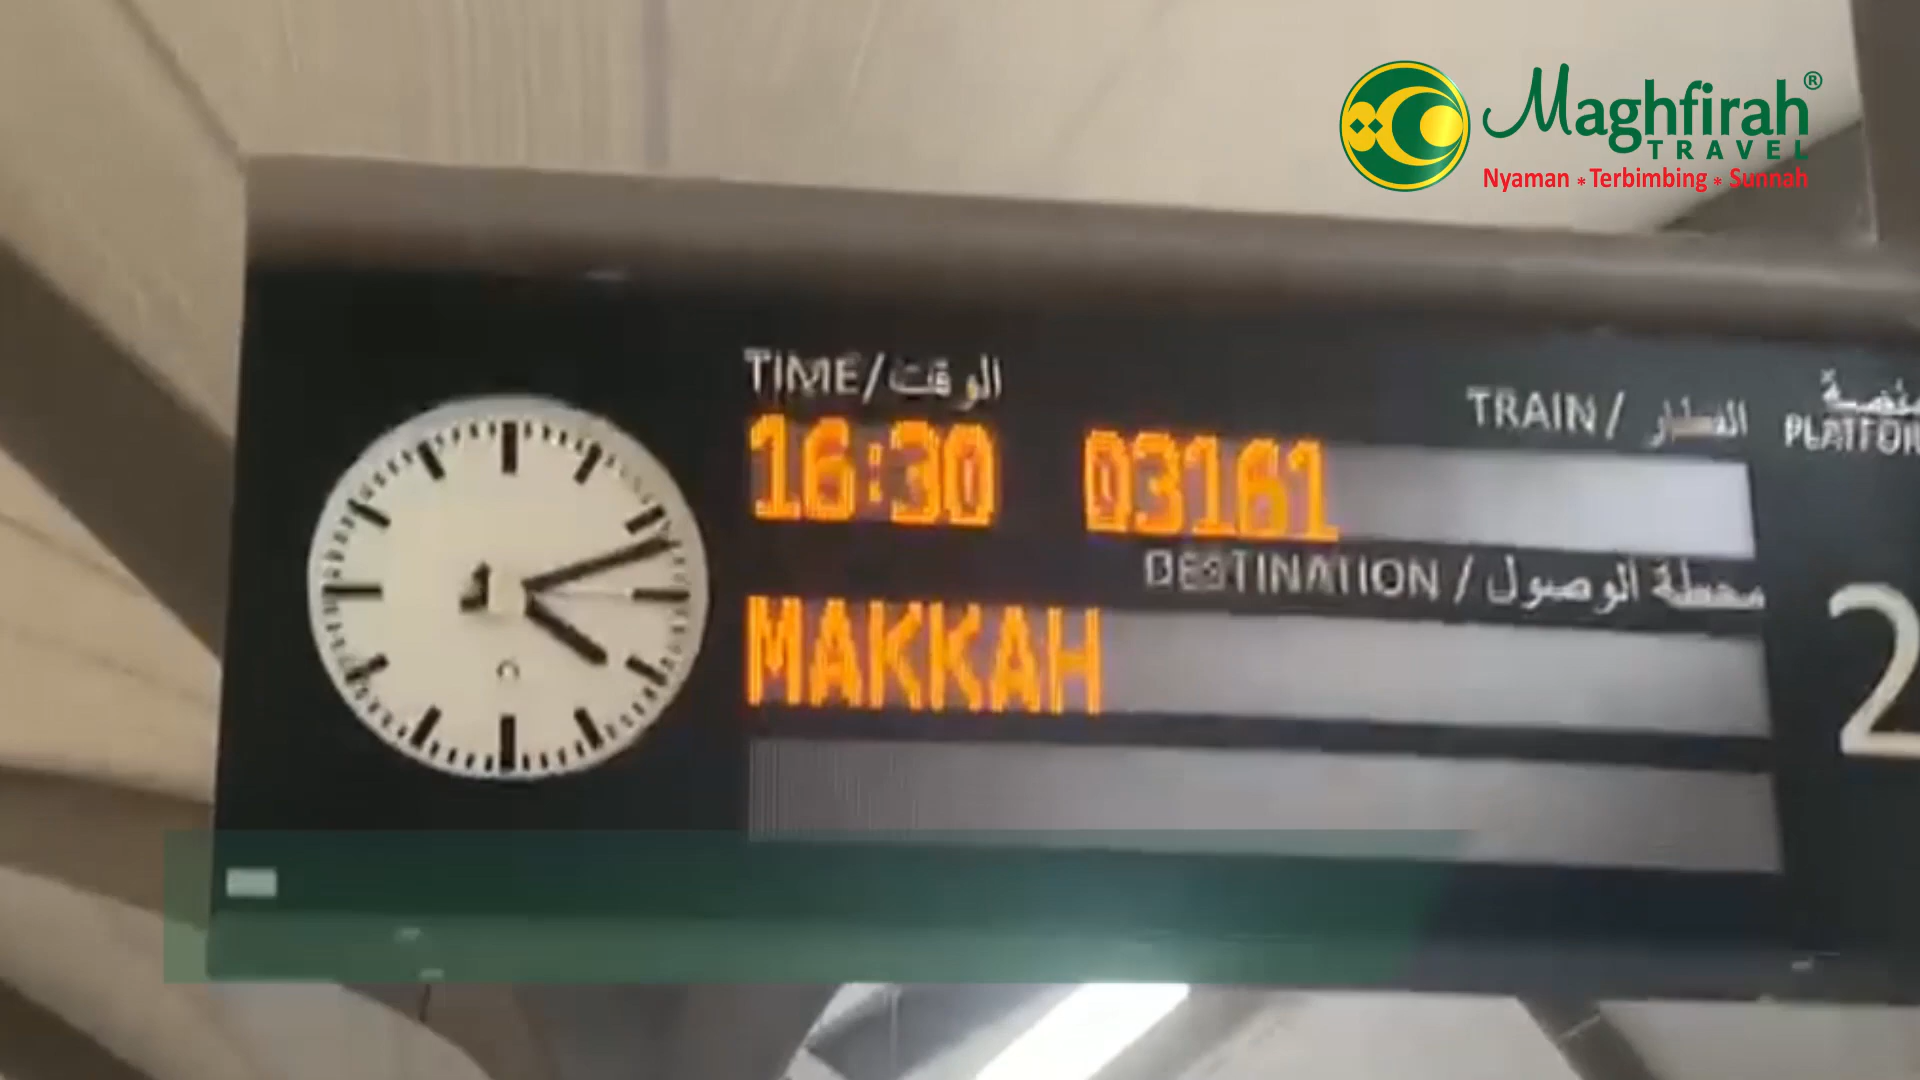 Maghfirah®
TRAVEL
Nyaman * Terbimbing * Sunnah
TIME/الوقت
TRAIN / القطار
16:30 03161
DESTINATION / محطة الوصول
MAKKAH
2